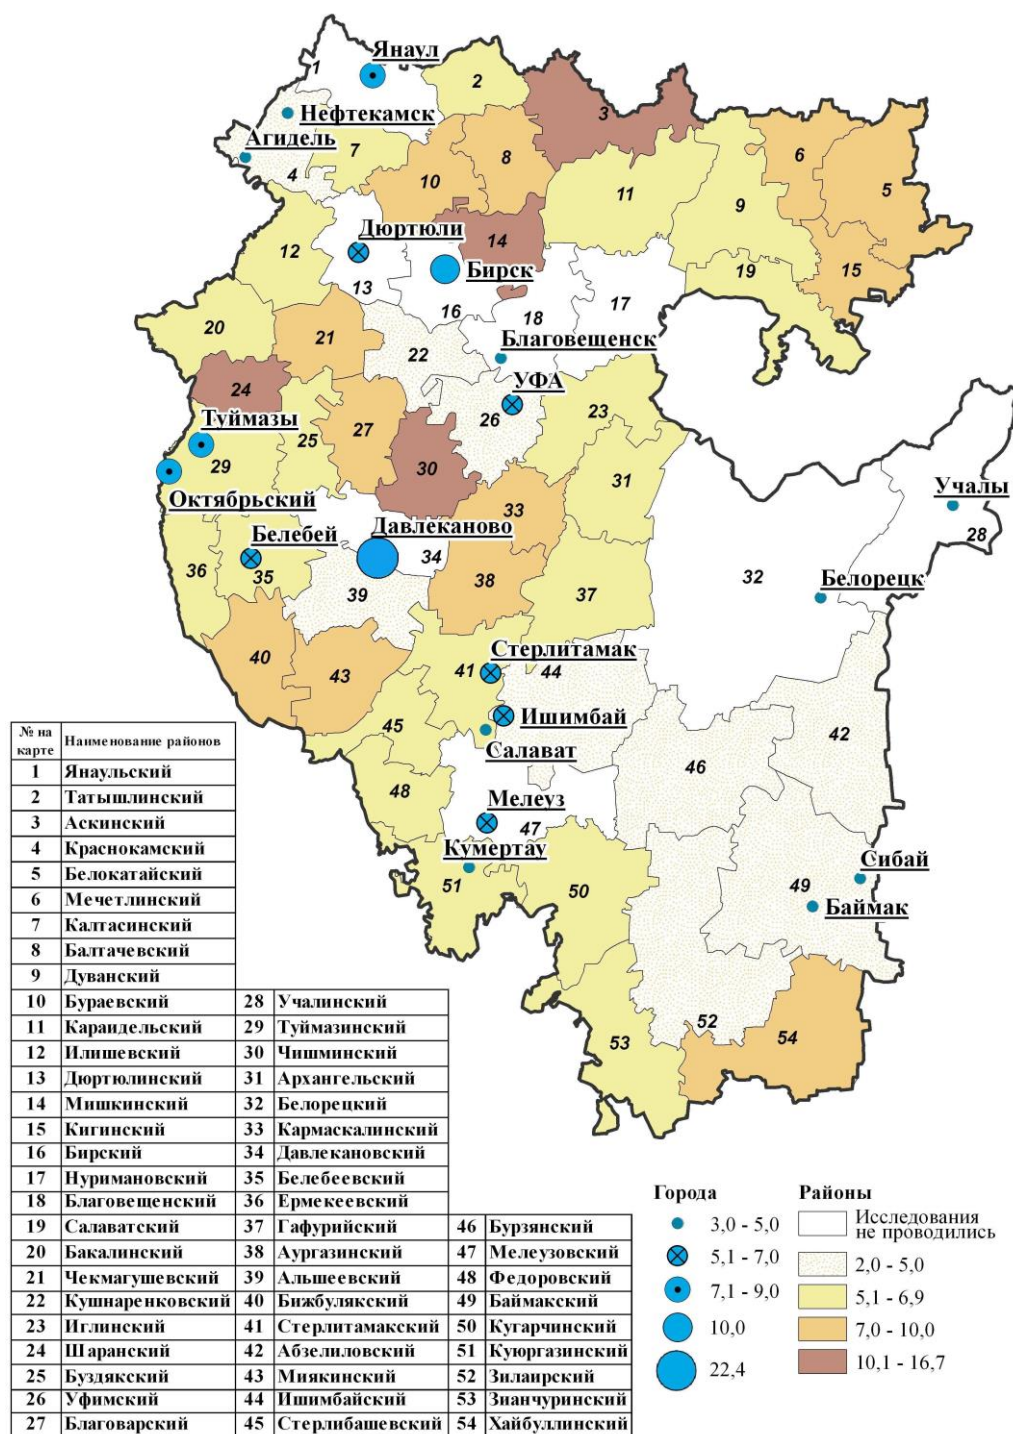 Янаул
1
2
3
Нефтекамск
Агидель
4
7
8
6
5
10
11
9
14
Дюртюли
12
13
Бирск
19
15
16
18
17
20
21
22
Благовещенск
УФА
24
23
26
Туймазы
25
27
29
30
31
Октябрьский
33
Учалы
28
Давлеканово
Белебей
34
36
35
39
38
37
32
Белорецк
40
43
Стерлитамак
41
44
Ишимбай
45
Салават
42
46
48
Мелеуз
47
Кумертау
51
50
Сибай
49
Баймак
52
53
54
№ на карте Наименование районов
1 Янаульский
2 Татышлинский
3 Аскинский
4 Краснокамский
5 Белокатайский
6 Мечетлинский
7 Калтасинский
8 Балтачевский
9 Дуванский
10 Бураевский 28 Учалинский
11 Караидельский 29 Туймазинский
12 Илишевский 30 Чишминский
13 Дюртюлинский 31 Архангельский
14 Мишкинский 32 Белорецкий
15 Кигинский 33 Кармаскалинский
16 Бирский 34 Давлекановский
17 Нуримановский 35 Белебеевский
18 Благовещенский 36 Ермекеевский
19 Салаватский 37 Гафурийский 46 Бурзянский
20 Бакалинский 38 Аургазинский 47 Мелеузовский
21 Чекмагушевский 39 Альшеевский 48 Федоровский
22 Кушнаренковский 40 Бижбулякский 49 Баймакский
23 Иглинский 41 Стерлитамакский 50 Кугарчинский
24 Шаранский 42 Абзелиловский 51 Куюргазинский
25 Буздякский 43 Миякинский 52 Зилаирский
26 Уфимский 44 Ишимбайский 53 Зианчуринский
27 Благоварский 45 Стерлибашевский 54 Хайбуллинский
Города
3,0 - 5,0
5,1 - 7,0
7,1 - 9,0
10,0
22,4
Районы
Исследования
не проводились
2,0 - 5,0
5,1 - 6,9
7,0 - 10,0
10,1 - 16,7